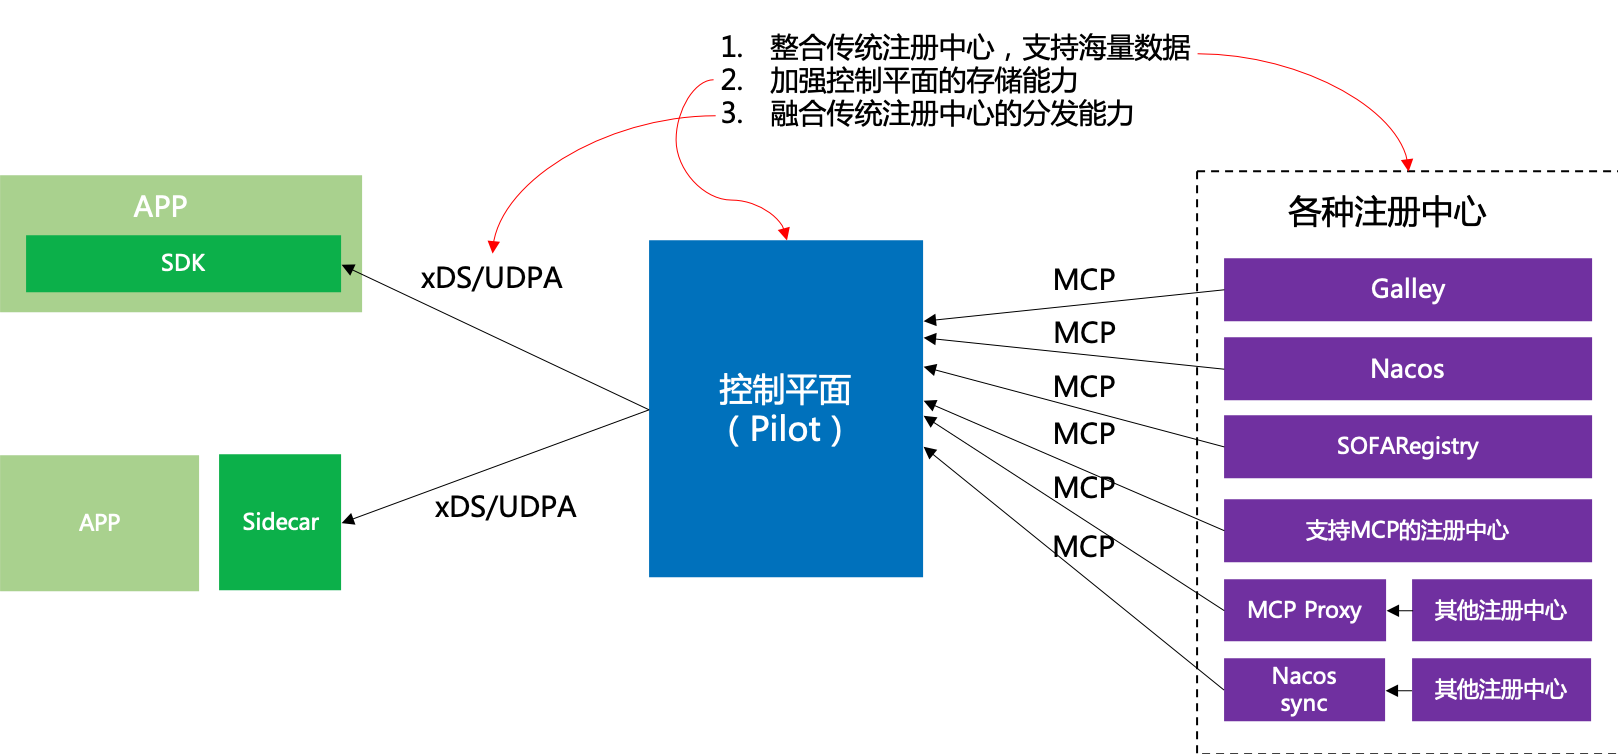 1. 整合传统注册中心，支持海量数据
2. 加强控制平面的存储能力
3. 融合传统注册中心的分发能力
APP
SDK
xDS/UDPA
APP
Sidecar
xDS/UDPA
控制平面
（Pilot）
MCP
MCP
MCP
MCP
MCP
MCP
各种注册中心
Galley
Nacos
SOFARegistry
支持MCP的注册中心
MCP Proxy
其他注册中心
Nacos
sync
其他注册中心